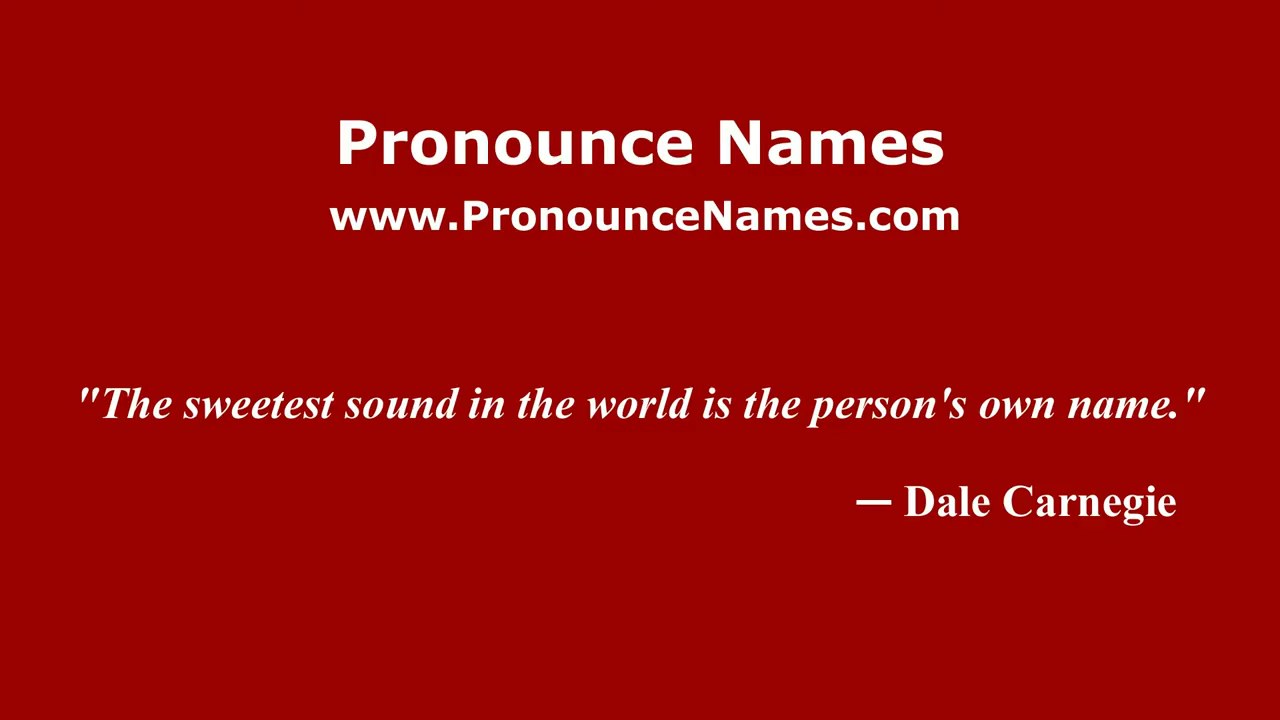 Pronounce Names
www.PronounceNames.com
"The sweetest sound in the world is the person's own name."
— Dale Carnegie